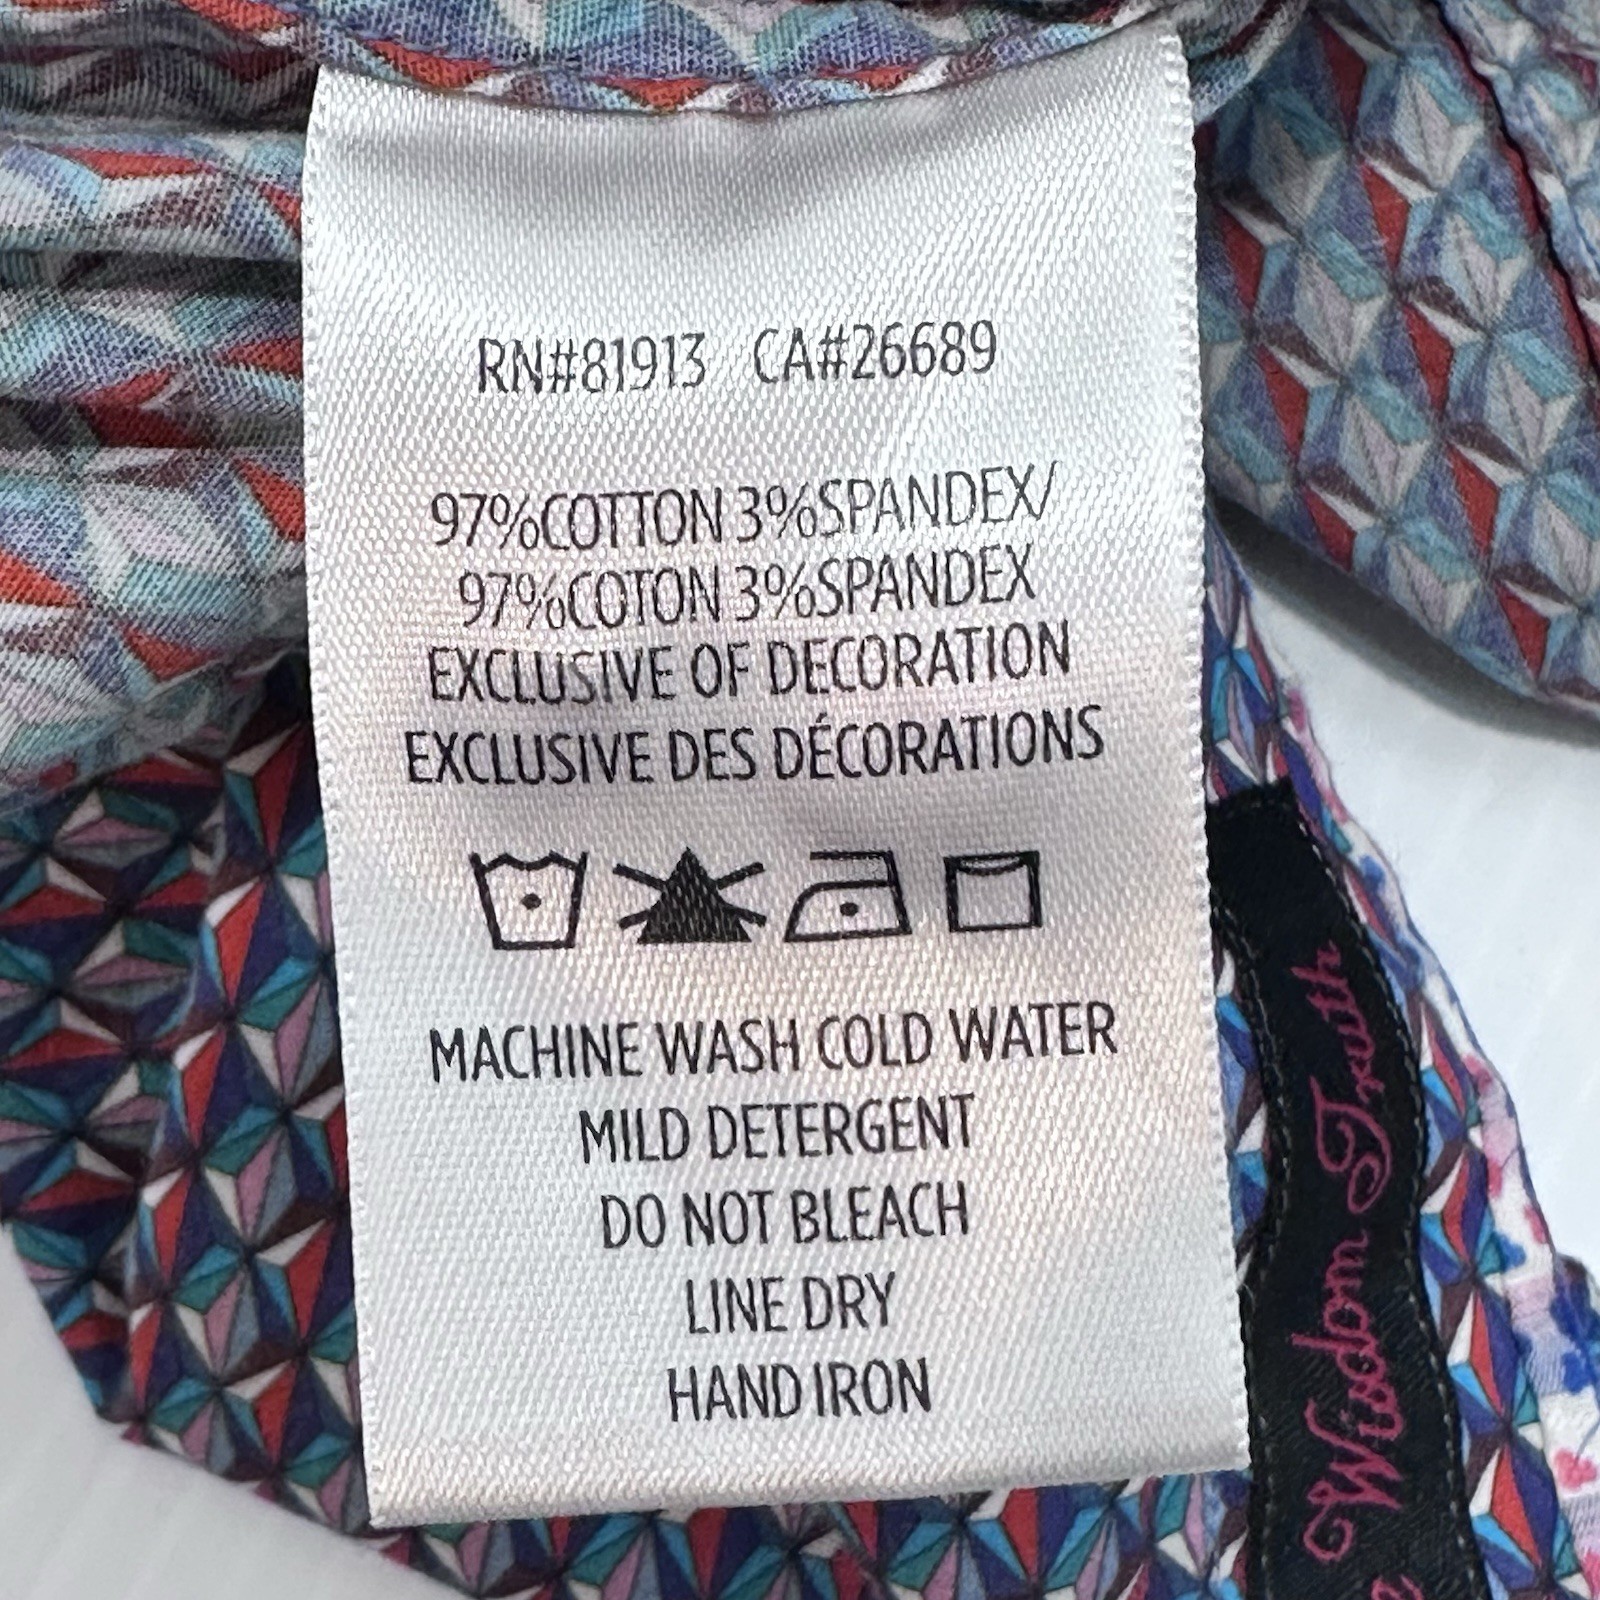 RN#81913 CA#26689
97%COTTON 3%SPANDEX/
97%COTON 3%SPANDEX
EXCLUSIVE OF DECORATION
EXCLUSIVE DES DÉCORATIONS
MACHINE WASH COLD WATER
MILD DETERGENT
DO NOT BLEACH
LINE DRY
HAND IRON
Wisdom Truth